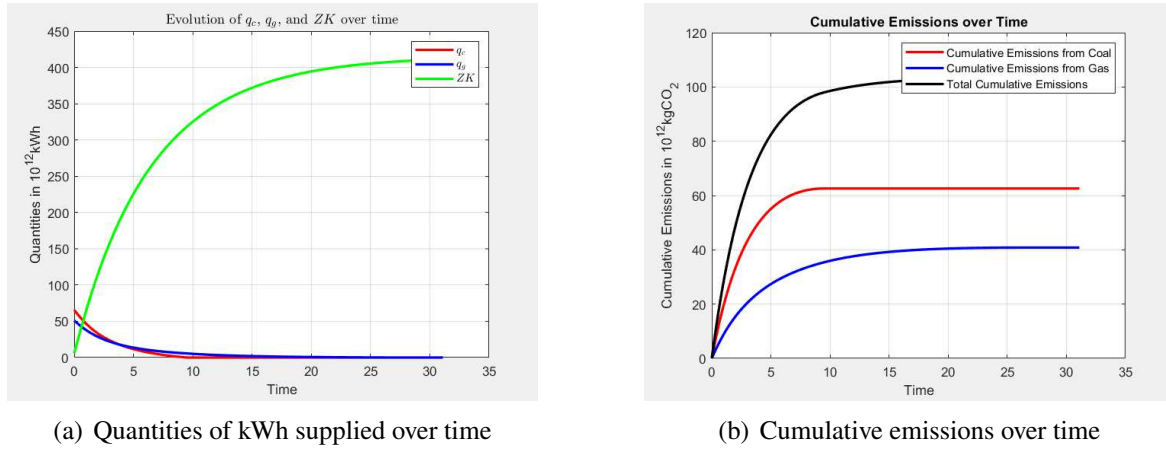 Evolution of q_c, q_g, and ZK over time
450
400
350
300
250
200
150
100
50
0
Quantities in 10^12kWh
0 5 10 15 20 25 30 35
Time
q_c
q_g
ZK
(a) Quantities of kWh supplied over time
Cumulative Emissions over Time
120
100
80
60
40
20
0
Cumulative Emissions in 10^12kgCO_2
0 5 10 15 20 25 30 35
Time
Cumulative Emissions from Coal
Cumulative Emissions from Gas
Total Cumulative Emissions
(b) Cumulative emissions over time